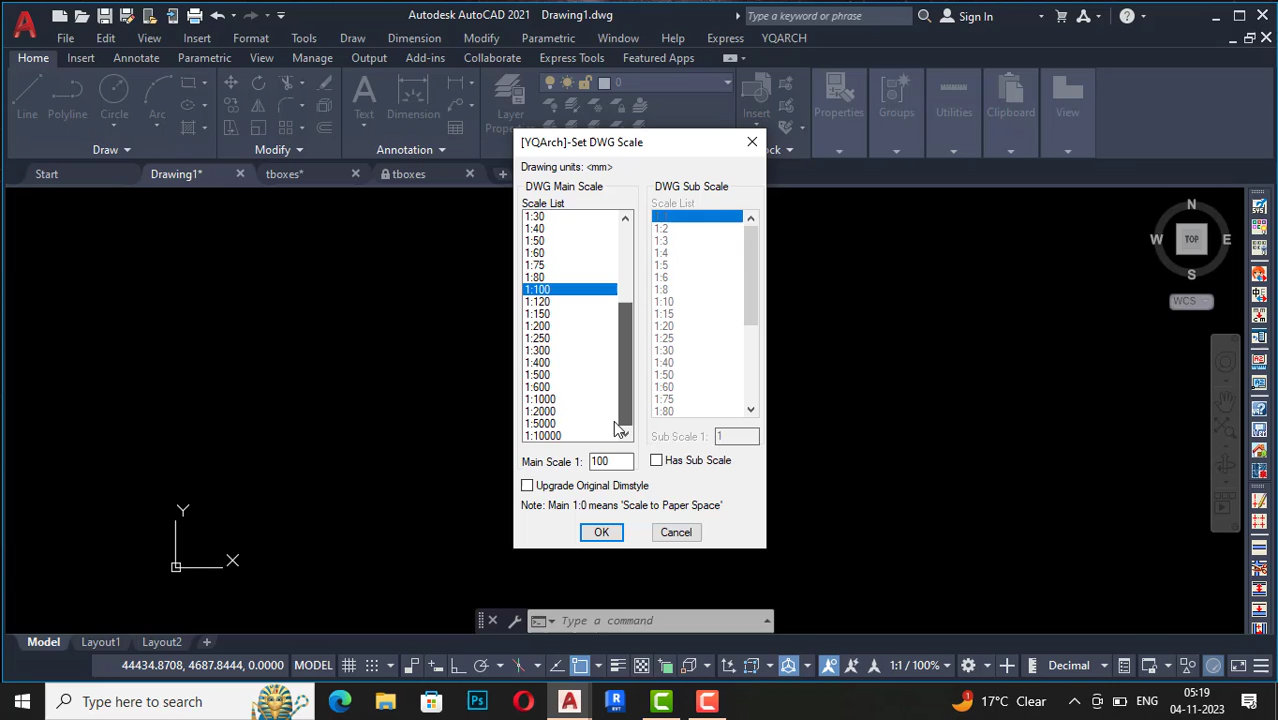 Autodesk AutoCAD 2021 Drawing1.dwg
Type a keyword or phrase
Sign In
File Edit View Insert Format Tools Draw Dimension Modify Parametric Window Help Express YQARCH
Home Insert Annotate Parametric View Manage Output Add-ins Collaborate Express Tools Featured Apps
0
Line Polyline Circle Arc Text Dimension Layer Insert Properties Groups Utilities Clipboard View
Properties
Draw Modify Annotation ock
Start Drawing1* tboxes* tboxes
[YQArch]-Set DWG Scale
Drawing units: <mm>
DWG Main Scale
Scale List
1:30
1:40
1:50
1:60
1:75
1:80
1:100
1:120
1:150
1:200
1:250
1:300
1:400
1:500
1:600
1:1000
1:2000
1:5000
1:10000
Main Scale 1: 100
DWG Sub Scale
Scale List
1:1
1:2
1:3
1:4
1:5
1:6
1:8
1:10
1:15
1:20
1:25
1:30
1:40
1:50
1:60
1:75
1:80
Sub Scale 1: 1
Has Sub Scale
Upgrade Original Dimstyle
Note: Main 1:0 means 'Scale to Paper Space'
OK Cancel
N
W TOP E
S
WCS
Y
X
Type a command
Model Layout1 Layout2
44434.8708, 4687.8444, 0.0000 MODEL 1:1 / 100% Decimal
Type here to search
17°C Clear
ENG
05:19
04-11-2023